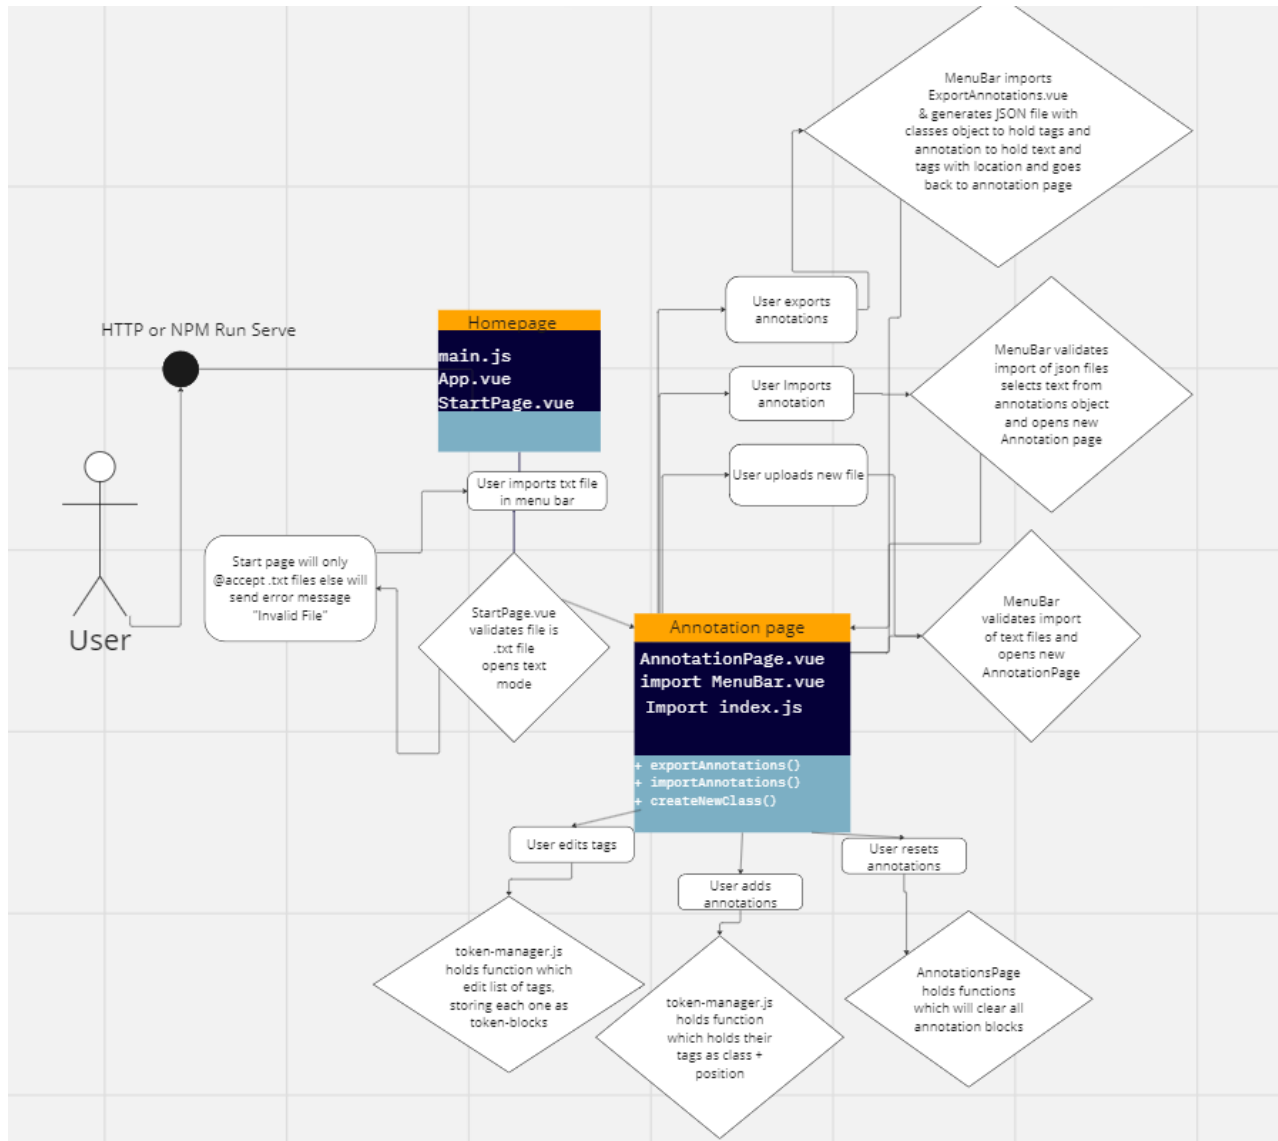 MenuBar imports
ExportAnnotations.vue
& generates JSON file with
classes object to hold tags and
annotation to hold text and
tags with location and goes
back to annotation page
User exports
annotations
HTTP or NPM Run Serve
Homepage
main.js
App.vue
StartPage.vue
User Imports
annotation
MenuBar validates
import of json files
selects text from
annotations object
and opens new
Annotation page
User uploads new file
User imports txt file
in menu bar
Start page will only
@accept .txt files else will
send error message
"Invalid File"
User
StartPage.vue
validates file is
.txt file
opens text
mode
Annotation page
AnnotationPage.vue
import MenuBar.vue
Import index.js
+ exportAnnotations()
+ importAnnotations()
+ createNewClass()
MenuBar
validates import
of text files and
opens new
AnnotationPage
User edits tags
User adds
annotations
User resets
annotations
token-manager.js
holds function which
edit list of tags,
storing each one as
token-blocks
token-manager.js
holds function
which holds their
tags as class +
position
AnnotationsPage
holds functions
which will clear all
annotation blocks